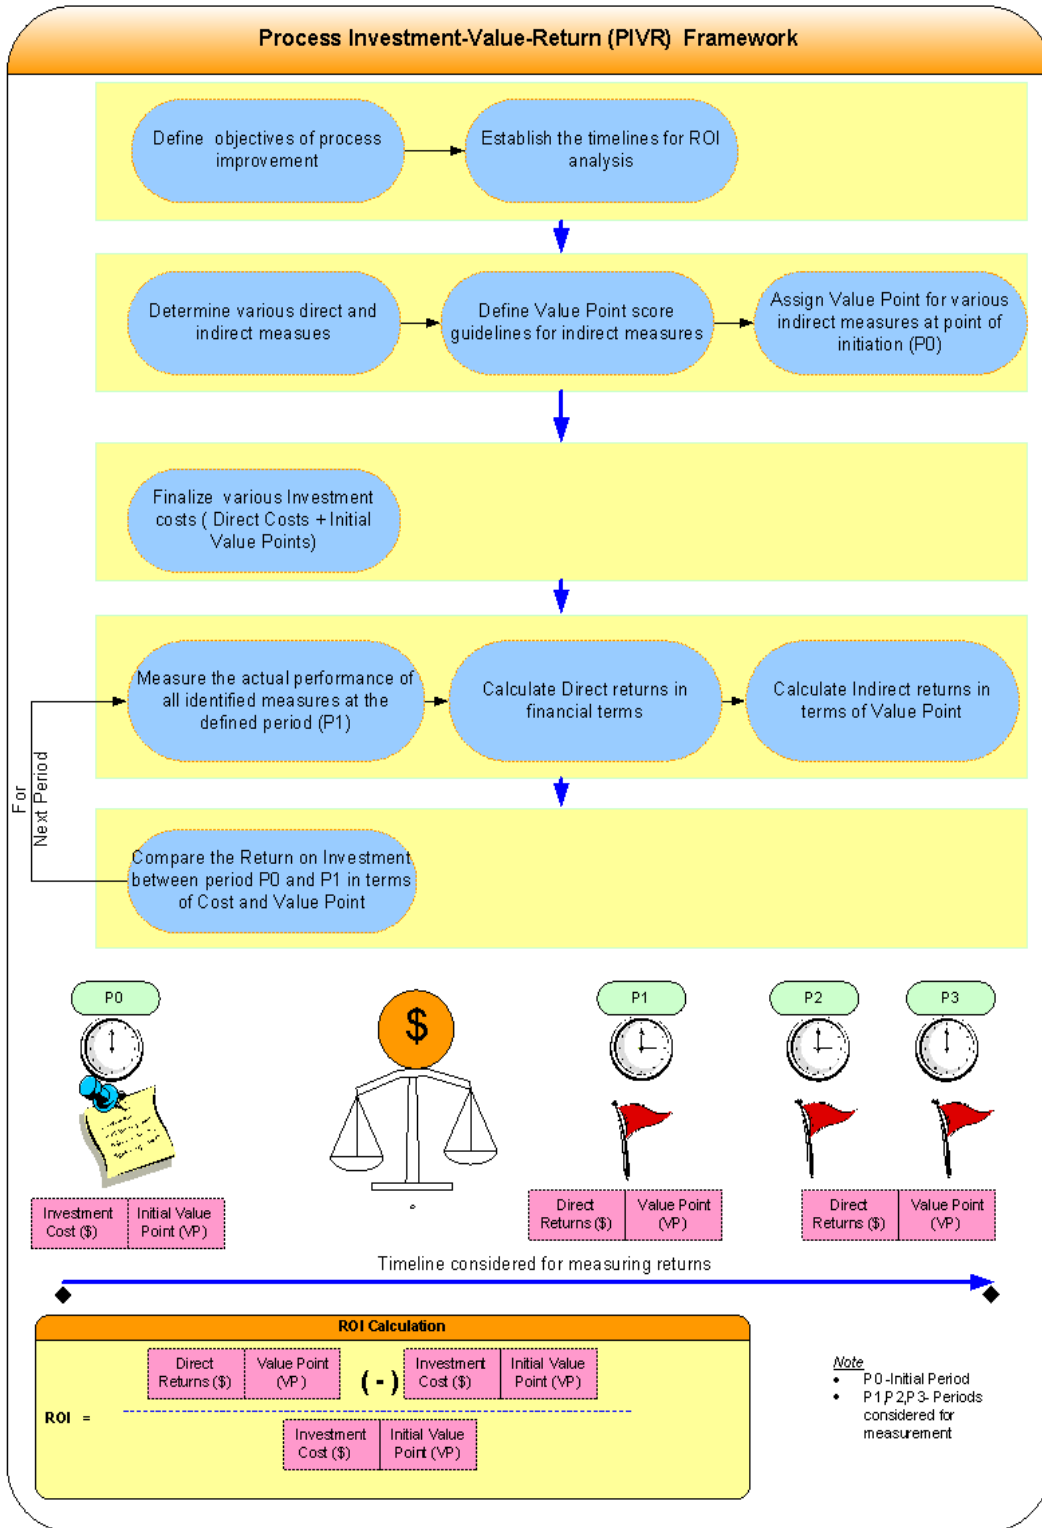 Process Investment-Value-Return (PIVR) Framework
Define objectives of process
improvement
Establish the timelines for ROI
analysis
Determine various direct and
indirect measues
Define Value Point score
guidelines for indirect measures
Assign Value Point for various
indirect measures at point of
initiation (P0)
Finalize various Investment
costs ( Direct Costs + Initial
Value Points)
Measure the actual performance of
all identified measures at the
defined period (P1)
Calculate Direct returns in
financial terms
Calculate Indirect returns in
terms of Value Point
For
Next Period
Compare the Return on Investment
between period P0 and P1 in terms
of Cost and Value Point
P0
$
P1
P2
P3
Investment
Cost ($)
Initial Value
Point (VP)
Direct
Returns ($)
Value Point
(VP)
Direct
Returns ($)
Value Point
(VP)
Timeline considered for measuring returns
ROI Calculation
Direct
Returns ($)
Value Point
(VP)
(-)
Investment
Cost ($)
Initial Value
Point (VP)
ROI =
Investment
Cost ($)
Initial Value
Point (VP)
Note
• P0-Initial Period
• P1,P2,P3- Periods
considered for
measurement